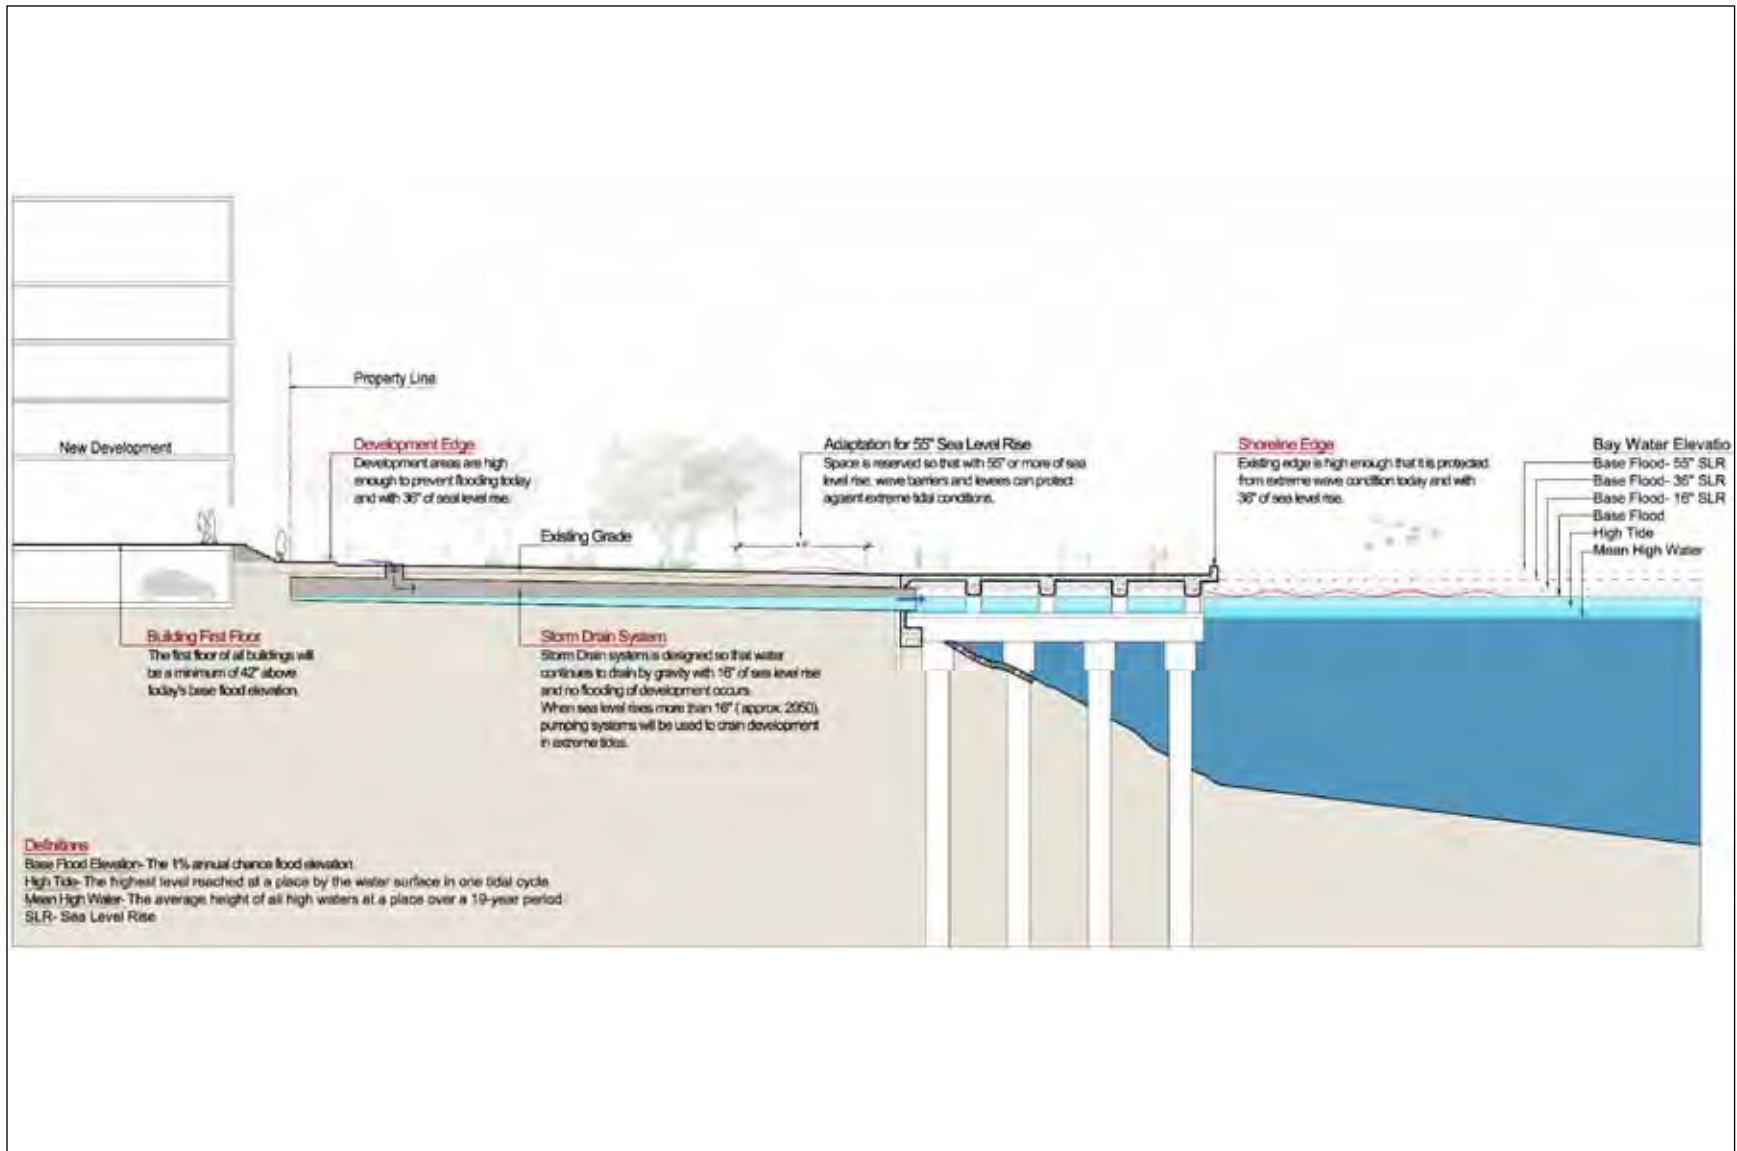 Property Line
New Development
Development Edge
Development areas are high
enough to prevent flooding today
and with 36" of seal level rise.
Existing Grade
Adaptation for 55" Sea Level Rise
Space is reserved so that with 55" or more of sea
level rise, wave barriers and levees can protect
against extreme tidal conditions.
Shoreline Edge
Existing edge is high enough that it is protected
from extreme wave condition today and with
36" of sea level rise.
Bay Water Elevatio
Base Flood- 55" SLR
Base Flood- 36" SLR
Base Flood- 16" SLR
Base Flood
High Tide
Mean High Water
Building First Floor
The first floor of all buildings will
be a minimum of 42" above
today's base flood elevation.
Storm Drain System
Storm Drain system is designed so that water
continues to drain by gravity with 16" of sea level rise
and no flooding of development occurs.
When sea level rises more than 16" ( approx. 2050),
pumping systems will be used to drain development
in extreme tides.
Definitions
Base Flood Elevation- The 1% annual chance flood elevation.
High Tide- The highest level reached at a place by the water surface in one tidal cycle.
Mean High Water- The average height of all high waters at a place over a 19-year period
SLR- Sea Level Rise